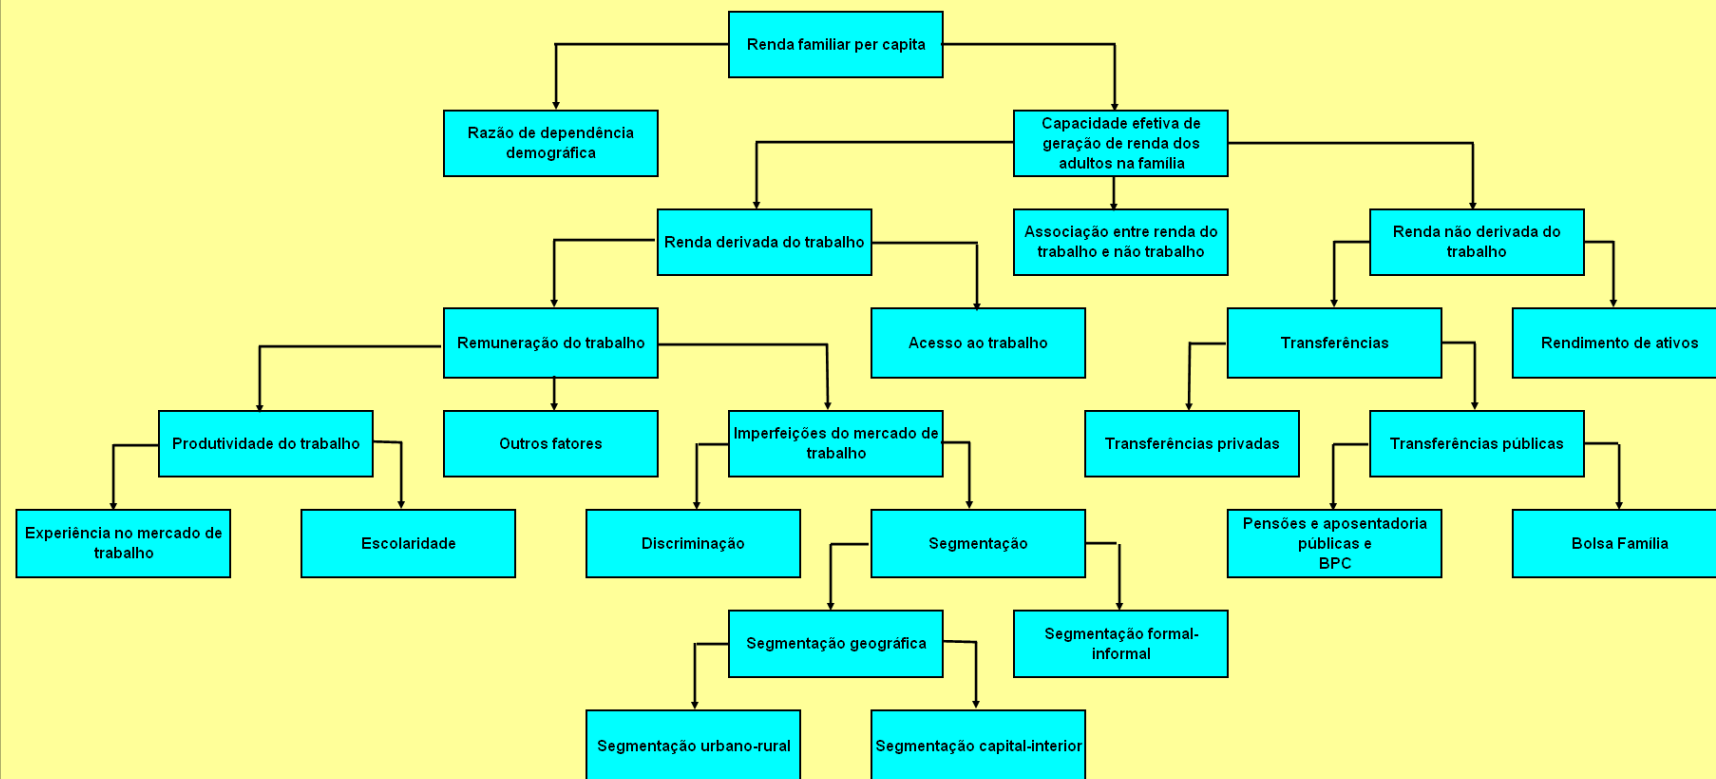 Renda familiar per capita
Razão de dependência
demográfica
Capacidade efetiva de
geração de renda dos
adultos na família
Renda derivada do trabalho
Associação entre renda do
trabalho e não trabalho
Renda não derivada do
trabalho
Remuneração do trabalho
Acesso ao trabalho
Transferências
Rendimento de ativos
Produtividade do trabalho
Outros fatores
Imperfeições do mercado de
trabalho
Transferências privadas
Transferências públicas
Experiência no mercado de
trabalho
Escolaridade
Discriminação
Segmentação
Pensões e aposentadoria
públicas e
BPC
Bolsa Família
Segmentação geográfica
Segmentação formal-
informal
Segmentação urbano-rural
Segmentação capital-interior